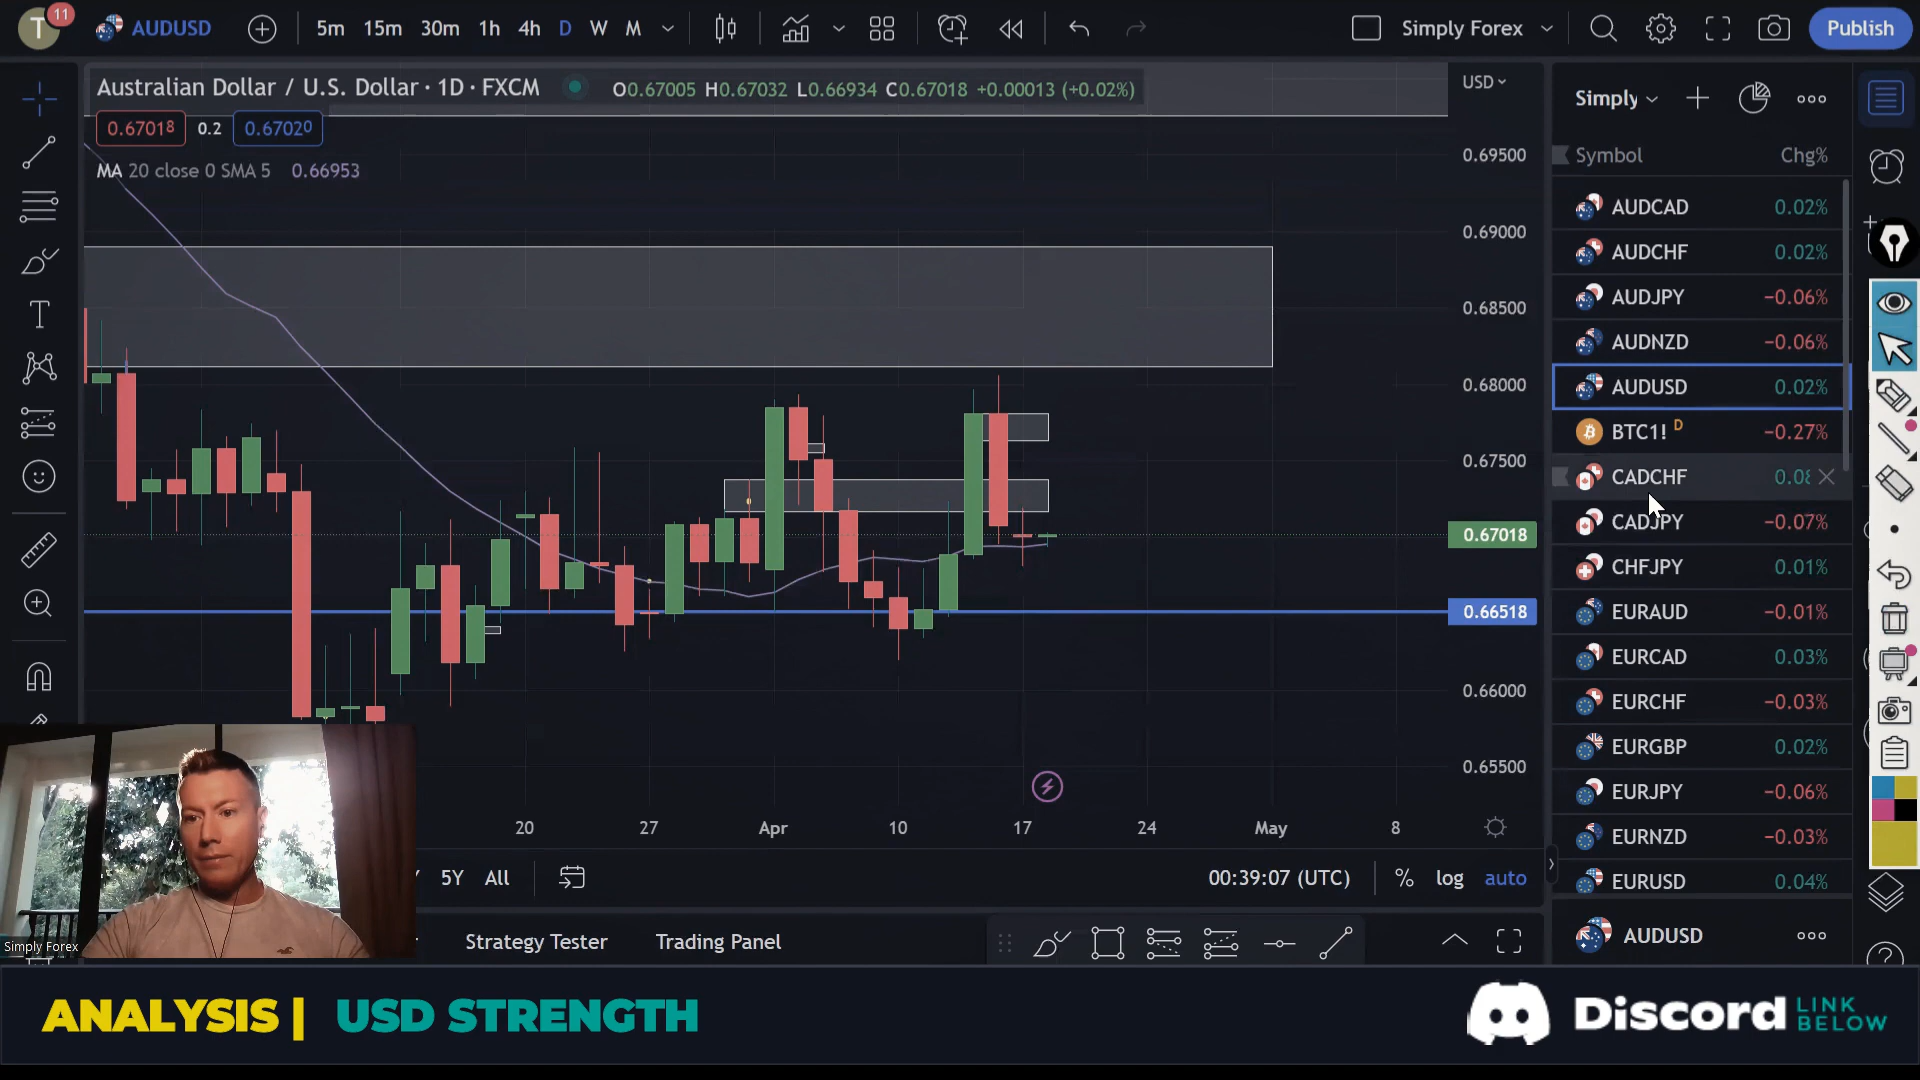 T
11
AUDUSD
5m 15m 30m 1h 4h D W M
Simply Forex
Publish
Australian Dollar / U.S. Dollar · 1D · FXCM
O0.67005 H0.67032 L0.66934 C0.67018 +0.00013 (+0.02%)
USD
0.67018 0.2 0.67020
MA 20 close 0 SMA 5 0.66953
0.69500
0.69000
0.68500
0.68000
0.67500
0.67018
0.66518
0.66000
0.65500
20 27 Apr 10 17 24 May 8
5Y All
00:39:07 (UTC)
% log auto
Strategy Tester
Trading Panel
Simply
Symbol Chg%
AUDCAD 0.02%
AUDCHF 0.02%
AUDJPY −0.06%
AUDNZD −0.06%
AUDUSD 0.02%
BTC1! D −0.27%
CADCHF 0.08
CADJPY −0.07%
CHFJPY 0.01%
EURAUD −0.01%
EURCAD 0.03%
EURCHF −0.03%
EURGBP 0.02%
EURJPY −0.06%
EURNZD −0.03%
EURUSD 0.04%
AUDUSD
Simply Forex
ANALYSIS | USD STRENGTH
Discord LINK BELOW